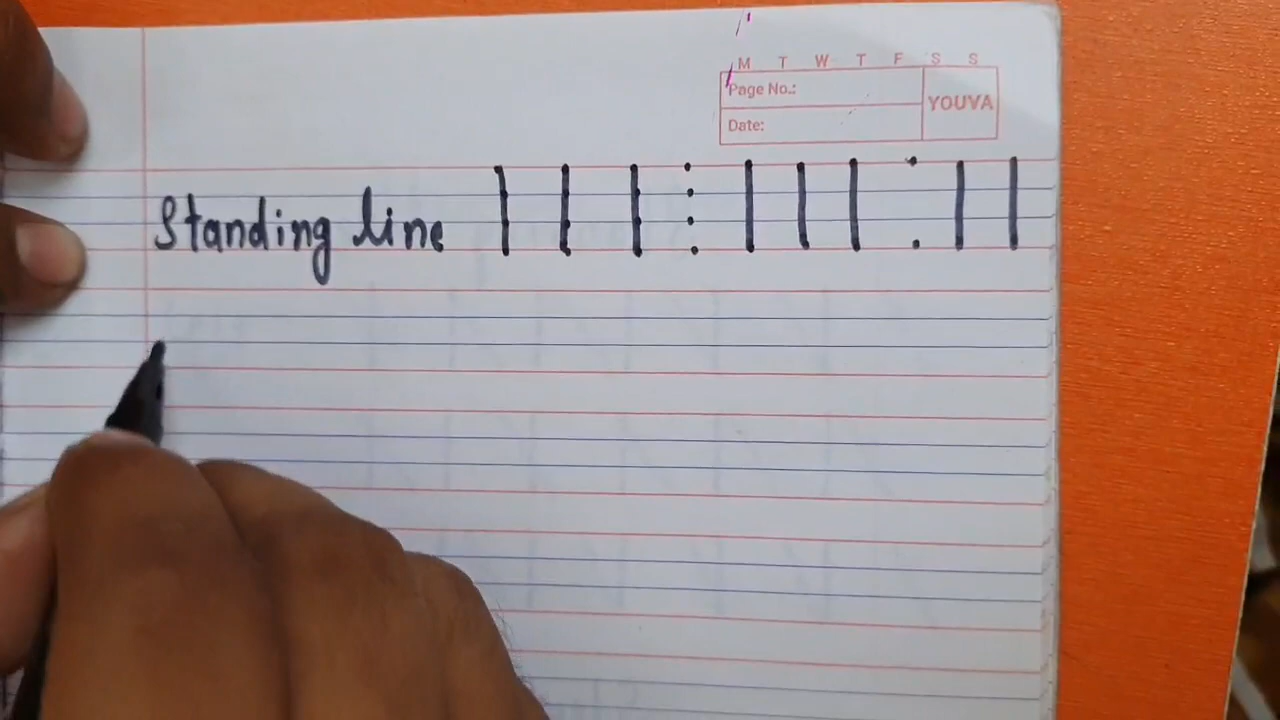 M T W T F S S
Page No.:
YOUVA
Date:
Standing line